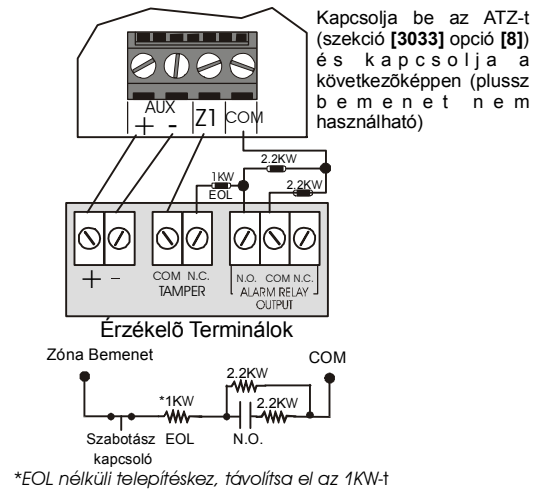 Kapcsolja be az ATZ-t
(szekció [3033] opció [8])
és kapcsolja a
következõképpen (plussz
bemenet nem
használható)
AUX
+ - Z1 COM
2.2KW
1KW
EOL
2.2KW
+ -
COM N.C.
TAMPER
N.O. COM N.C.
ALARM RELAY
OUTPUT
Érzékelõ Terminálok
Zóna Bemenet
COM
2.2KW
*1KW
2.2KW
Szabotász
kapcsoló
EOL
N.O.
*EOL nélküli telepítéskez, távolítsa el az 1KW-t